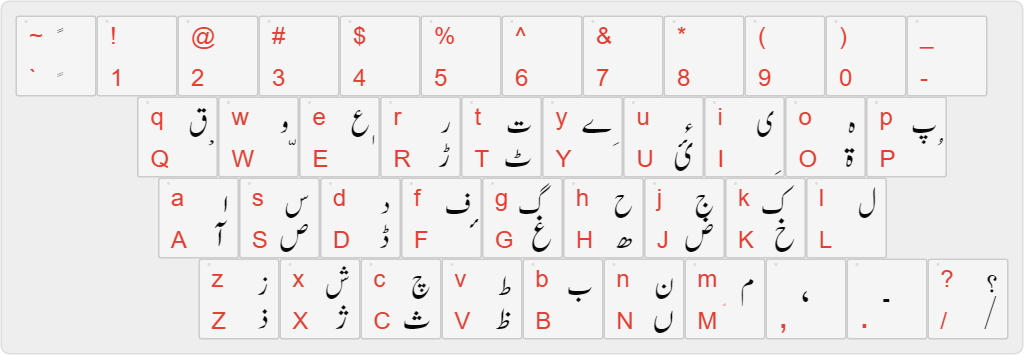 ~ ! @ # $ % ^ & * ( ) _
` 1 2 3 4 5 6 7 8 9 0 -
q ق w و e ع r ر t ت y ے u ء i ی o ہ p پ
Q W E R ڑ T ٹ Y U ئ I O ۃ P
a ا s س d د f ف g گ h ح j ج k ک l ل
A آ S ص D ڈ F G غ H ھ J ض K خ L
z ز x ش c چ v ط b ب n ن m م ، ۔ ? ؟
Z ذ X ژ C ث V ظ B N ں M , . / /